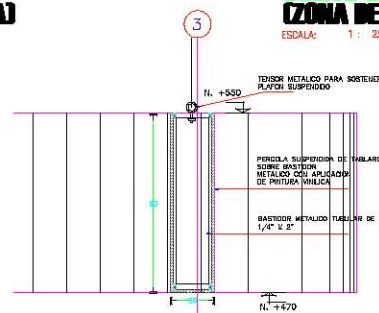 A)
(ZONA DE
3
ESCALA: 1 : 25
TENSOR METALICO PARA SOSTENER
PLAFON SUSPENDIDO
N. +550
PERGOLA SUSPENDIDA DE TABLARO
SOBRE BASTIDOR
METALICO CON APLICACION
DE PINTURA VINILICA
BASTIDOR METALICO TUBULAR DE
1/4" X 2"
N. +470